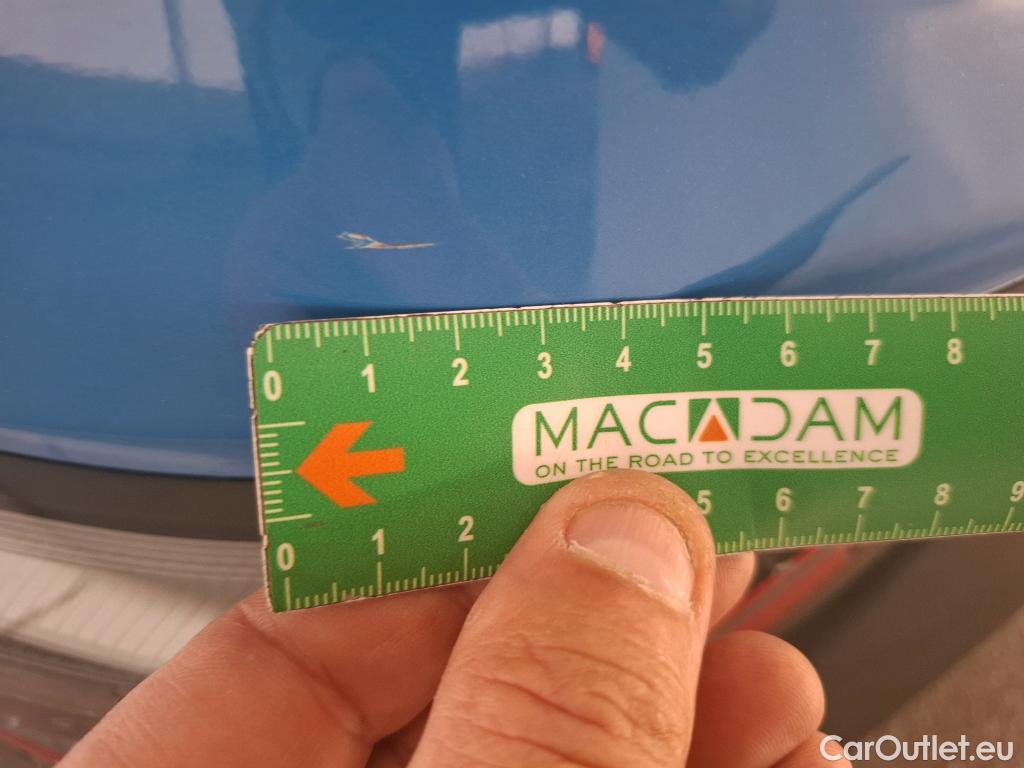 0 1 2 3 4 5 6 7 8
MACADAM
ON THE ROAD TO EXCELLENCE
0 1 2 5 6 7 8 9
CarOutlet.eu